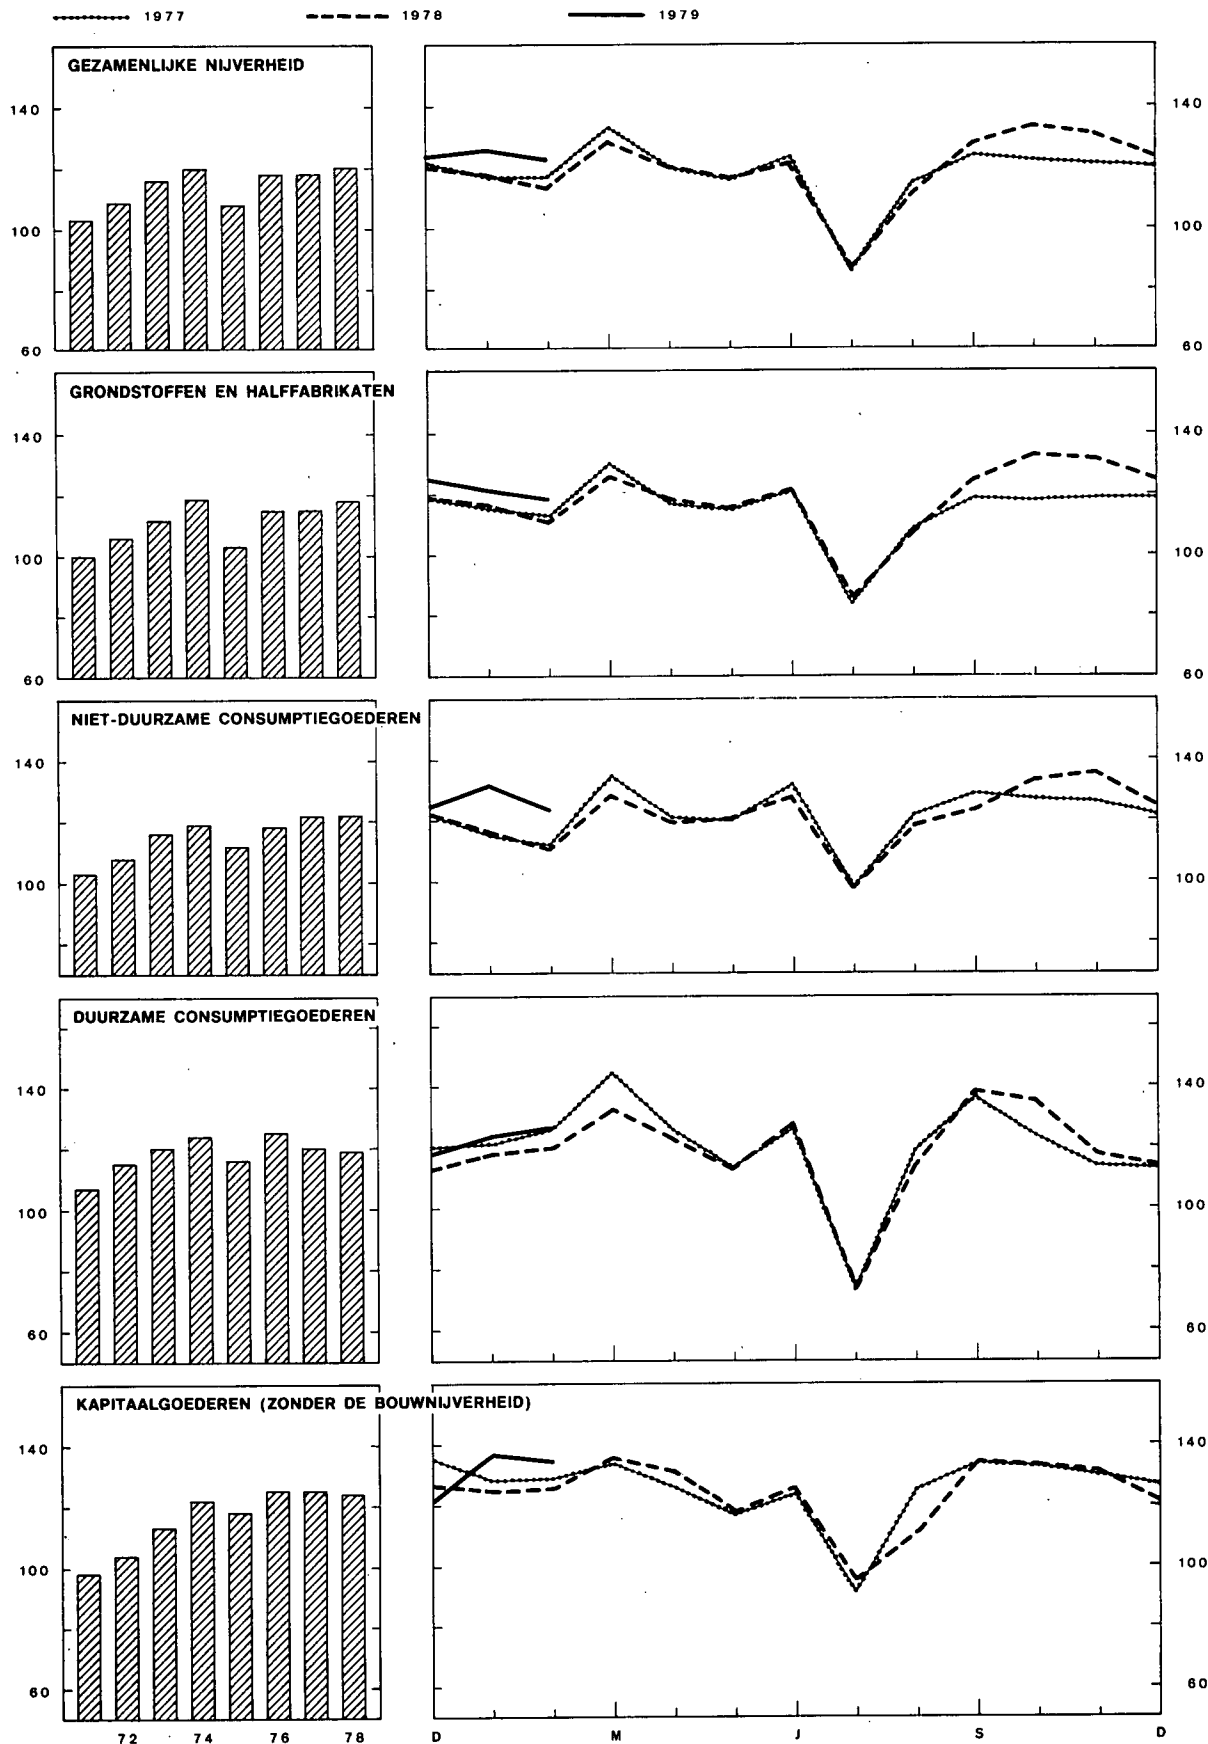 1977 1978 1979
GEZAMENLIJKE NIJVERHEID
140 140
100 100
60 60
GRONDSTOFFEN EN HALFFABRIKATEN
140 140
100 100
60 60
NIET-DUURZAME CONSUMPTIEGOEDEREN
140 140
100 100
DUURZAME CONSUMPTIEGOEDEREN
140 140
100 100
60 60
KAPITAALGOEDEREN (ZONDER DE BOUWNIJVERHEID)
140 140
100 100
60 60
72 74 76 78 D M J S D